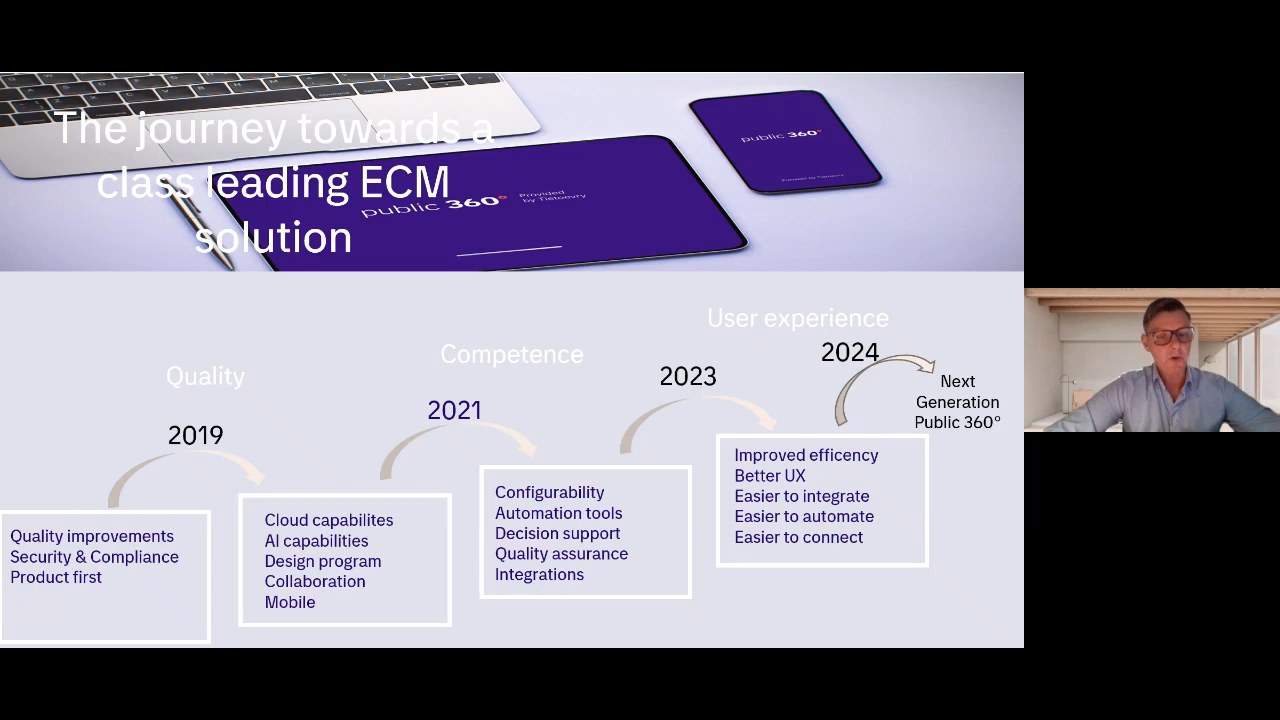 The journey towards a
class leading ECM
solution
public 360°
Provided
by Tietoevry
public 360°
Quality
2019
Competence
2021
2023
User experience
2024
Next
Generation
Public 360°
Quality improvements
Security & Compliance
Product first
Cloud capabilites
AI capabilities
Design program
Collaboration
Mobile
Configurability
Automation tools
Decision support
Quality assurance
Integrations
Improved efficency
Better UX
Easier to integrate
Easier to automate
Easier to connect